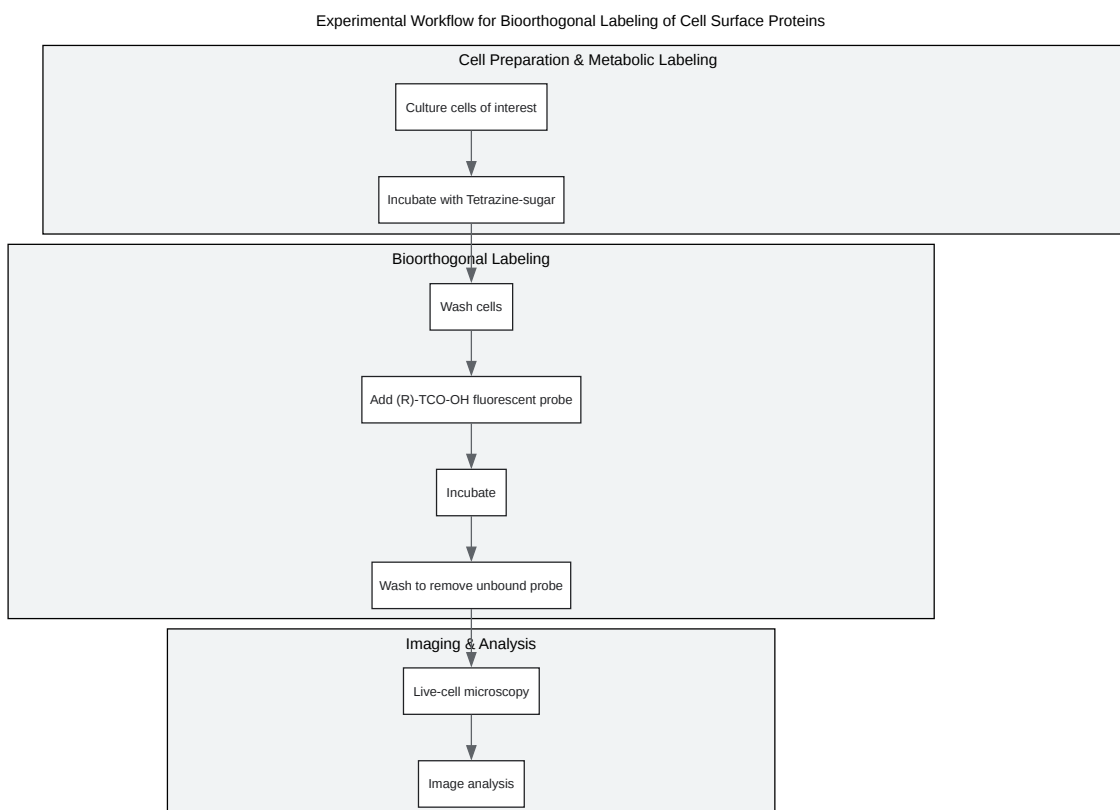 Experimental Workflow for Bioorthogonal Labeling of Cell Surface Proteins
Cell Preparation & Metabolic Labeling
Culture cells of interest
Incubate with Tetrazine-sugar
Bioorthogonal Labeling
Wash cells
Add (R)-TCO-OH fluorescent probe
Incubate
Wash to remove unbound probe
Imaging & Analysis
Live-cell microscopy
Image analysis